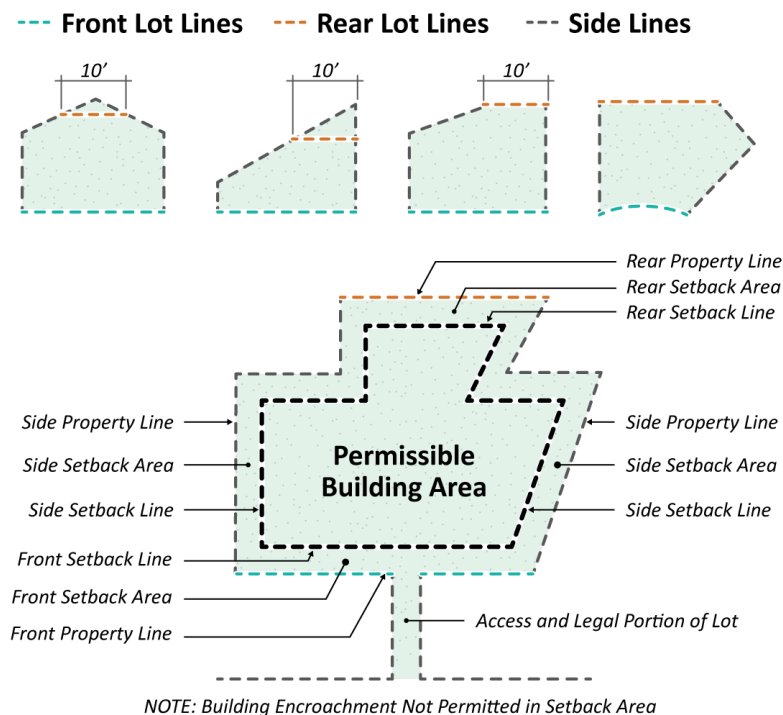 Front Lot Lines
Rear Lot Lines
Side Lines
10’
10’
10’
Rear Property Line
Rear Setback Area
Rear Setback Line
Side Property Line
Side Setback Area
Side Setback Line
Front Setback Line
Front Setback Area
Front Property Line
Permissible
Building Area
Side Property Line
Side Setback Area
Side Setback Line
Access and Legal Portion of Lot
NOTE: Building Encroachment Not Permitted in Setback Area